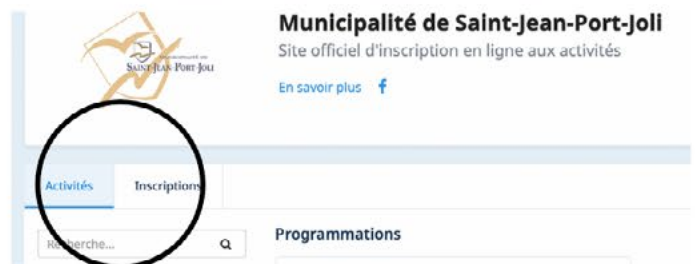 Municipalité de Saint-Jean-Port-Joli
Site officiel d'inscription en ligne aux activités
SAINT-JEAN-PORT-JOLI
En savoir plus f
Activités Inscriptions
Recherche...
Programmations